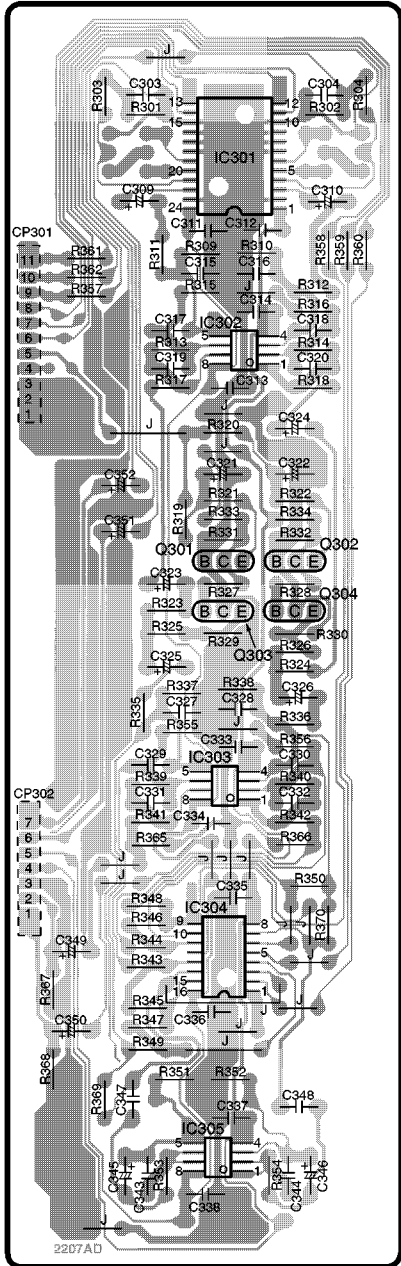 J
R303 C303 C304 R304
R301 13 12 R302
15 10
IC301
20 5
C309 C310
24 1
CP301 C311 C312
R311 R309 R310 R358 R359 R360
11 R361 C315 C316
10 R362 R315 J R312
9 R357 C314 R316
8 C317 IC302 C318
7 R313 5 4 R314
6 C319 C320
5 R317 8 1 R318
4 C313
3
2 R320 C324
1 J J
C352 C321 C322
R321 R322
R319 R333 R334
C351 R331 R332
Q301 B C E B C E Q302
C323 R327 R328 Q304
R323 B C E B C E
R325 R329 R330
Q303 R326
C325 R324
R337 R338 C326
R335 C327 C328 R336
R355 J
C333 R356
C329 IC303 C330
R339 5 4 R340
CP302 C331 C332
R341 8 1 R342
7 C334
6 R365 R366
5 J J J J
4
3 J C335 R350
2 R348 IC304
1 R346 9 8 J R370
R344 10
C349 R343 5 J
15
R367 R345 16 1 J
C350 R347 C336
R349 J J
R368 R351 R352
R369 C347 C337 C348
IC305
5 4
C345 C343 R353 8 1 R354 C344 C346
C338
J
2207AD